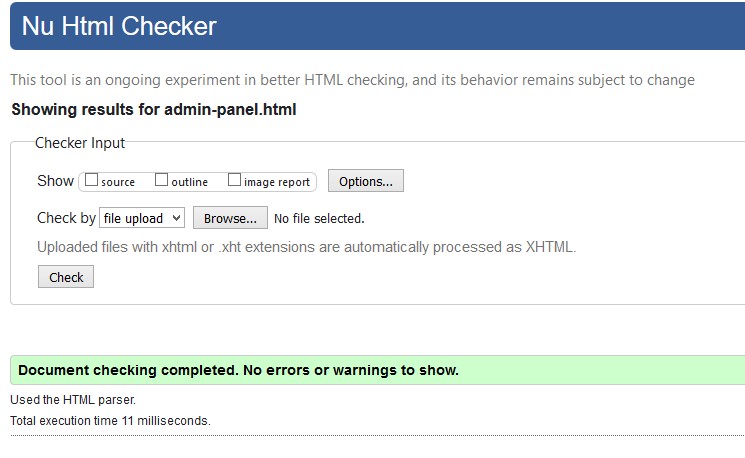 Nu Html Checker
This tool is an ongoing experiment in better HTML checking, and its behavior remains subject to change
Showing results for admin-panel.html
Checker Input
Show source outline image report Options...
Check by file upload Browse... No file selected.
Uploaded files with xhtml or .xht extensions are automatically processed as XHTML.
Check
Document checking completed. No errors or warnings to show.
Used the HTML parser.
Total execution time 11 milliseconds.